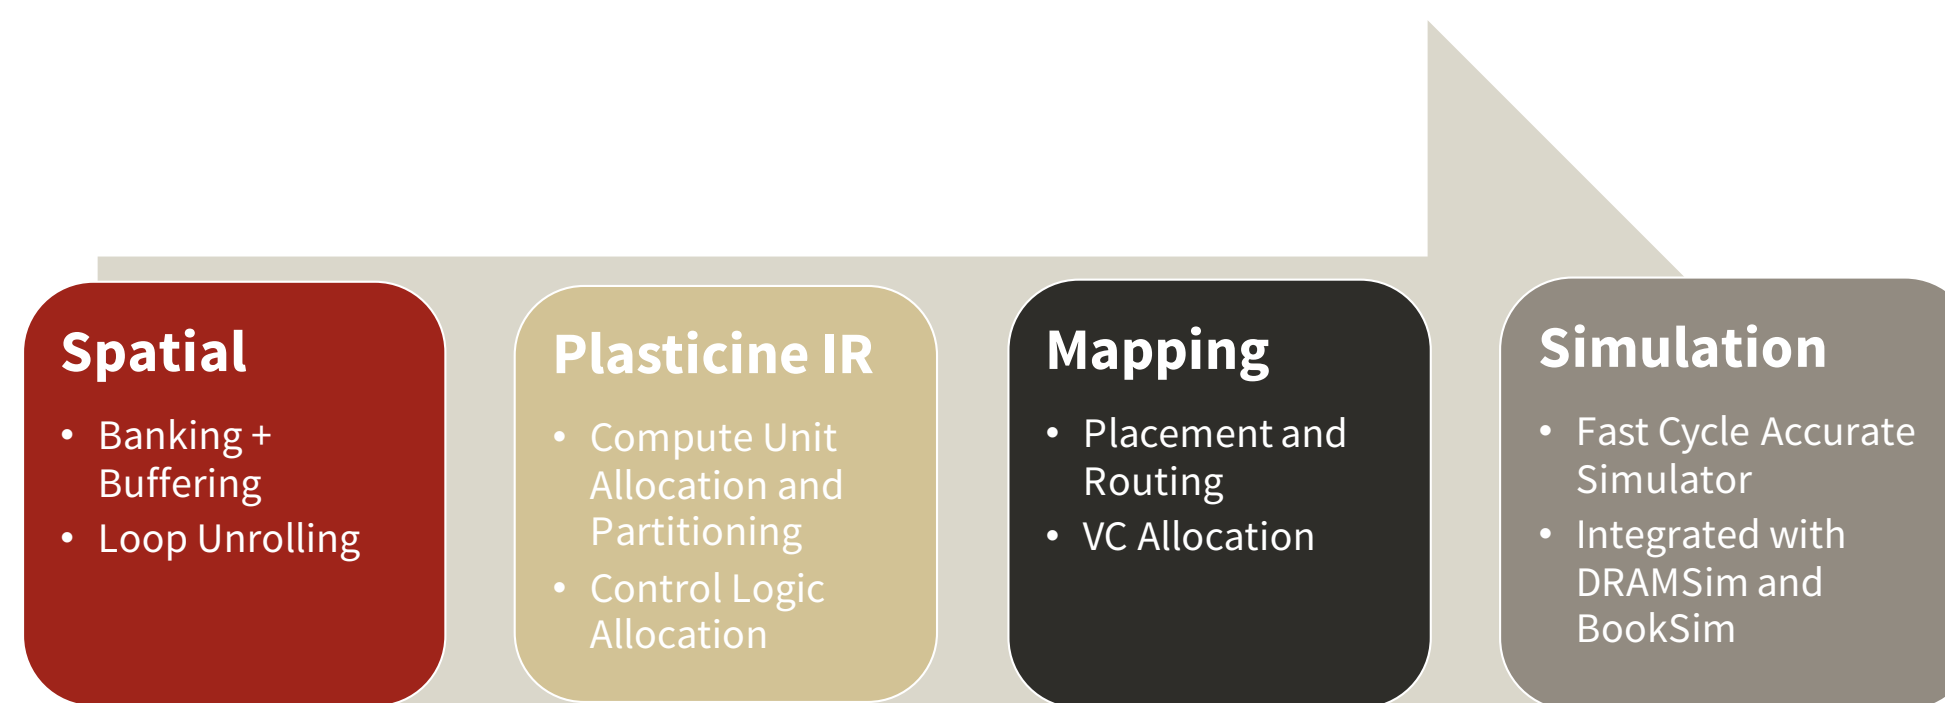 Spatial
• Banking +
Buffering
• Loop Unrolling
Plasticine IR
• Compute Unit
Allocation and
Partitioning
• Control Logic
Allocation
Mapping
• Placement and
Routing
• VC Allocation
Simulation
• Fast Cycle Accurate
Simulator
• Integrated with
DRAMSim and
BookSim